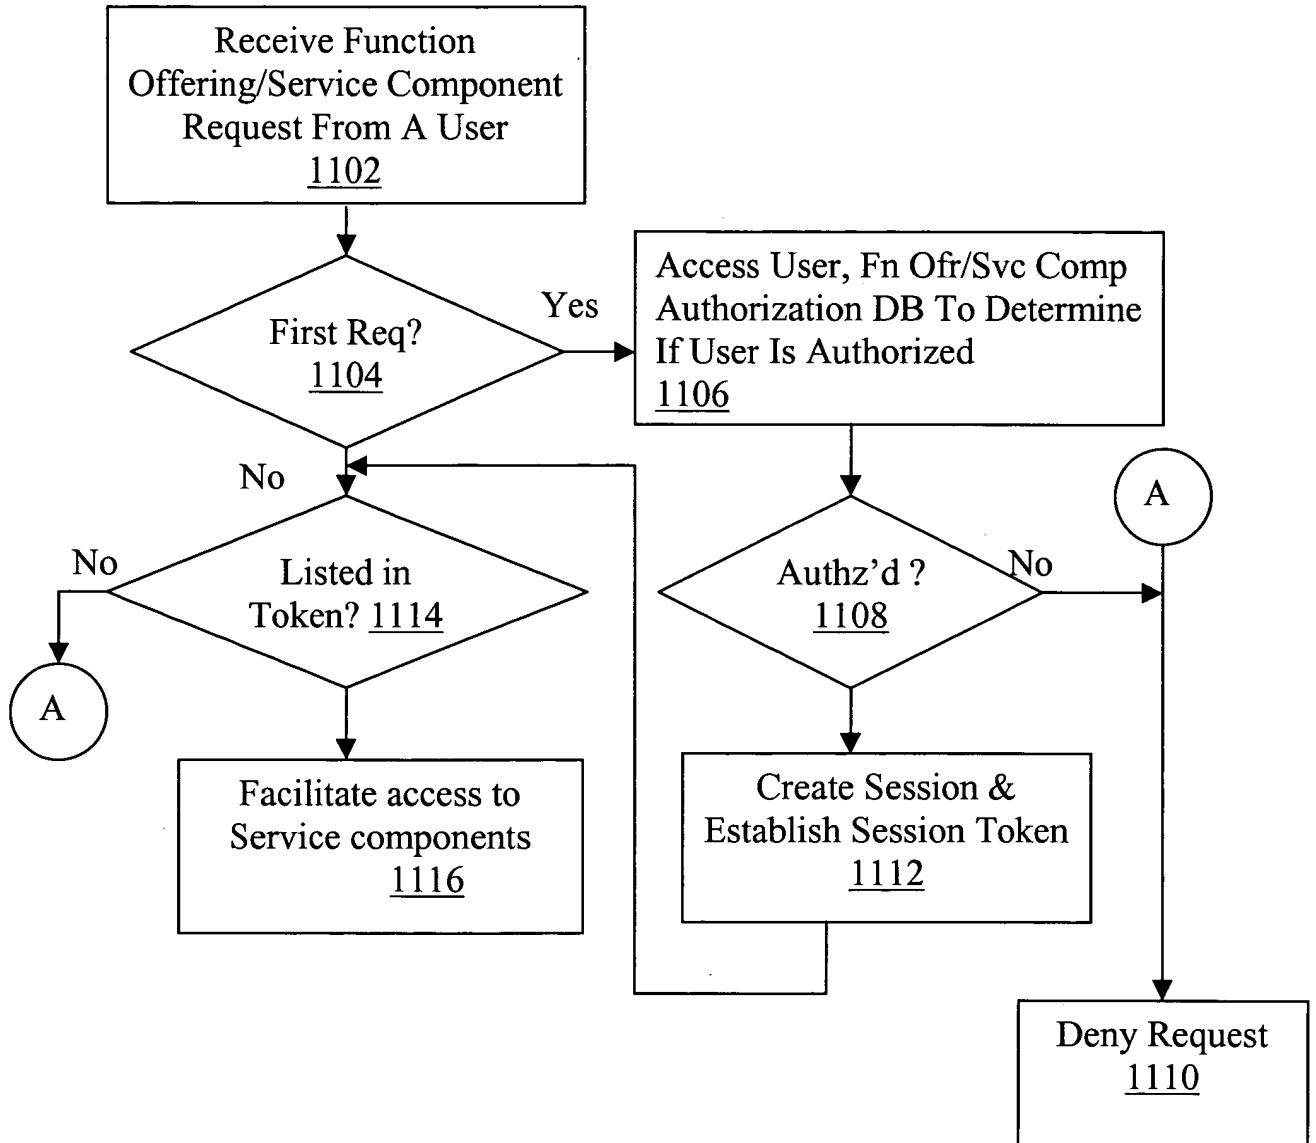 Receive Function
Offering/Service Component
Request From A User
1102
First Req?
1104
Yes
Access User, Fn Ofr/Svc Comp
Authorization DB To Determine
If User Is Authorized
1106
No
A
No
Listed in
Token? 1114
Authz'd ?
1108
No
A
Facilitate access to
Service components
1116
Create Session &
Establish Session Token
1112
Deny Request
1110